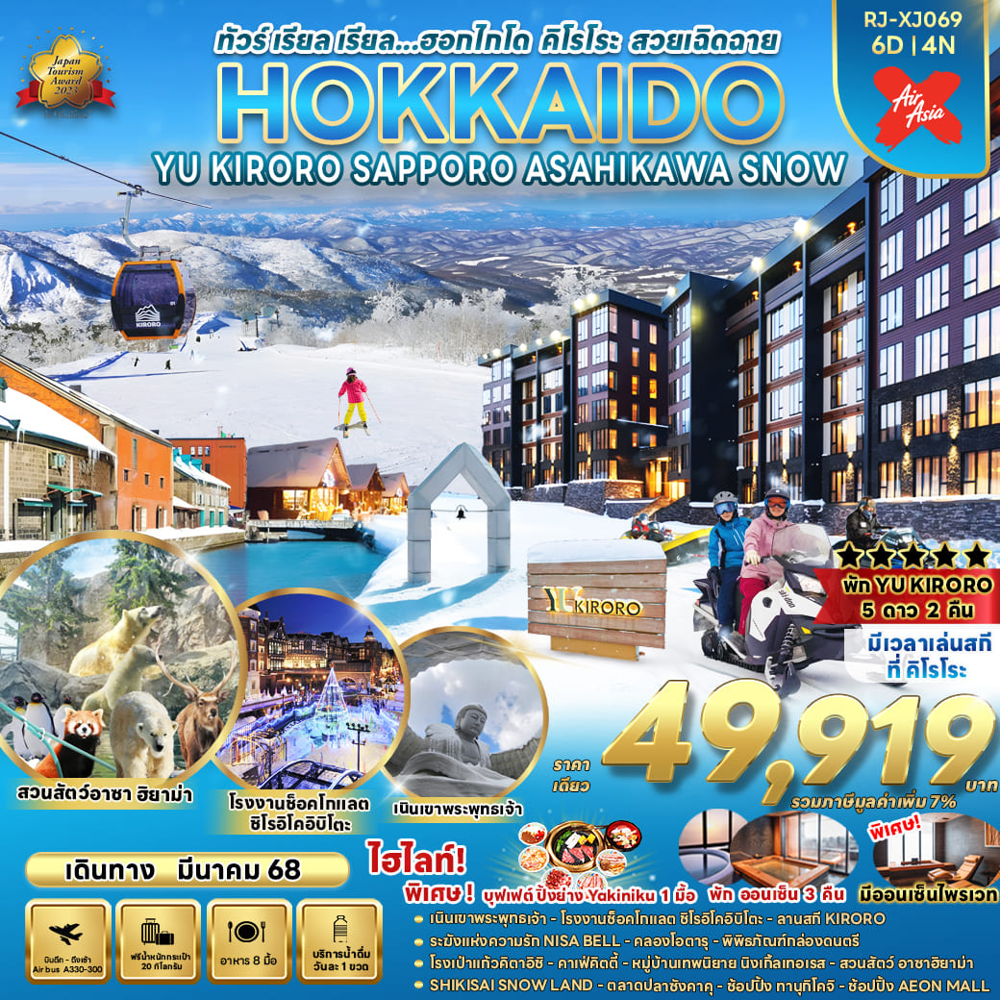 ทัวร์เรียล เรียล...ฮอกไกโด คิโรโระ สวยเฉิดฉาย
HOKKAIDO
YU KIRORO SAPPORO ASAHIKAWA SNOW
Japan
Tourism
Award
2023
RJ-XJ069
6D | 4N
Air
Asia
KIRORO
YU KIRORO
ski-doo
พัก YU KIRORO
5 ดาว 2 คืน
มีเวลาเล่นสกี
ที่ คิโรโระ
ราคา
เดียว
49,919
บาท
รวมภาษีมูลค่าเพิ่ม 7%
สวนสัตว์อาซา ฮิยาม่า
โรงงานช็อคโกแลต
ชิโรอิโคอิบิโตะ
เนินเขาพระพุทธเจ้า
เดินทาง มีนาคม 68
บินดึก - ถึงเช้า
Air bus A330-300
ฟรีน้ำหนักกระเป๋า
20 กิโลกรัม
อาหาร 8 มื้อ
บริการน้ำดื่ม
วันละ 1 ขวด
ไฮไลท์!
พิเศษ ! บุฟเฟต์ ปิ้งย่าง Yakiniku 1 มื้อ
พัก ออนเซ็น 3 คืน
พิเศษ!
มีออนเซ็นไพรเวท
• เนินเขาพระพุทธเจ้า - โรงงานช็อคโกแลต ชิโรอิโคอิบิโตะ - ลานสกี KIRORO
• ระฆังแห่งความรัก NISA BELL - คลองโอตารุ - พิพิธภัณฑ์กล่องดนตรี
• โรงเป่าแก้วคิตาอิชิ - คาเฟ่คิตตี้ - หมู่บ้านเทพนิยาย นิงเกิ้ลเทอเรส - สวนสัตว์ อาซาฮิยาม่า
• SHIKISAI SNOW LAND - ตลาดปลาซังคาคุ - ช้อปปิ้ง ทานุกิโคจิ - ช้อปปิ้ง AEON MALL